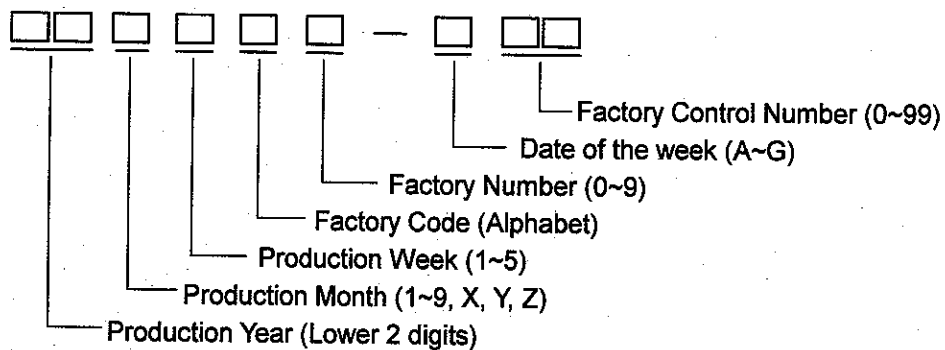 Factory Control Number (0~99)
Date of the week (A~G)
Factory Number (0~9)
Factory Code (Alphabet)
Production Week (1~5)
Production Month (1~9, X, Y, Z)
Production Year (Lower 2 digits)